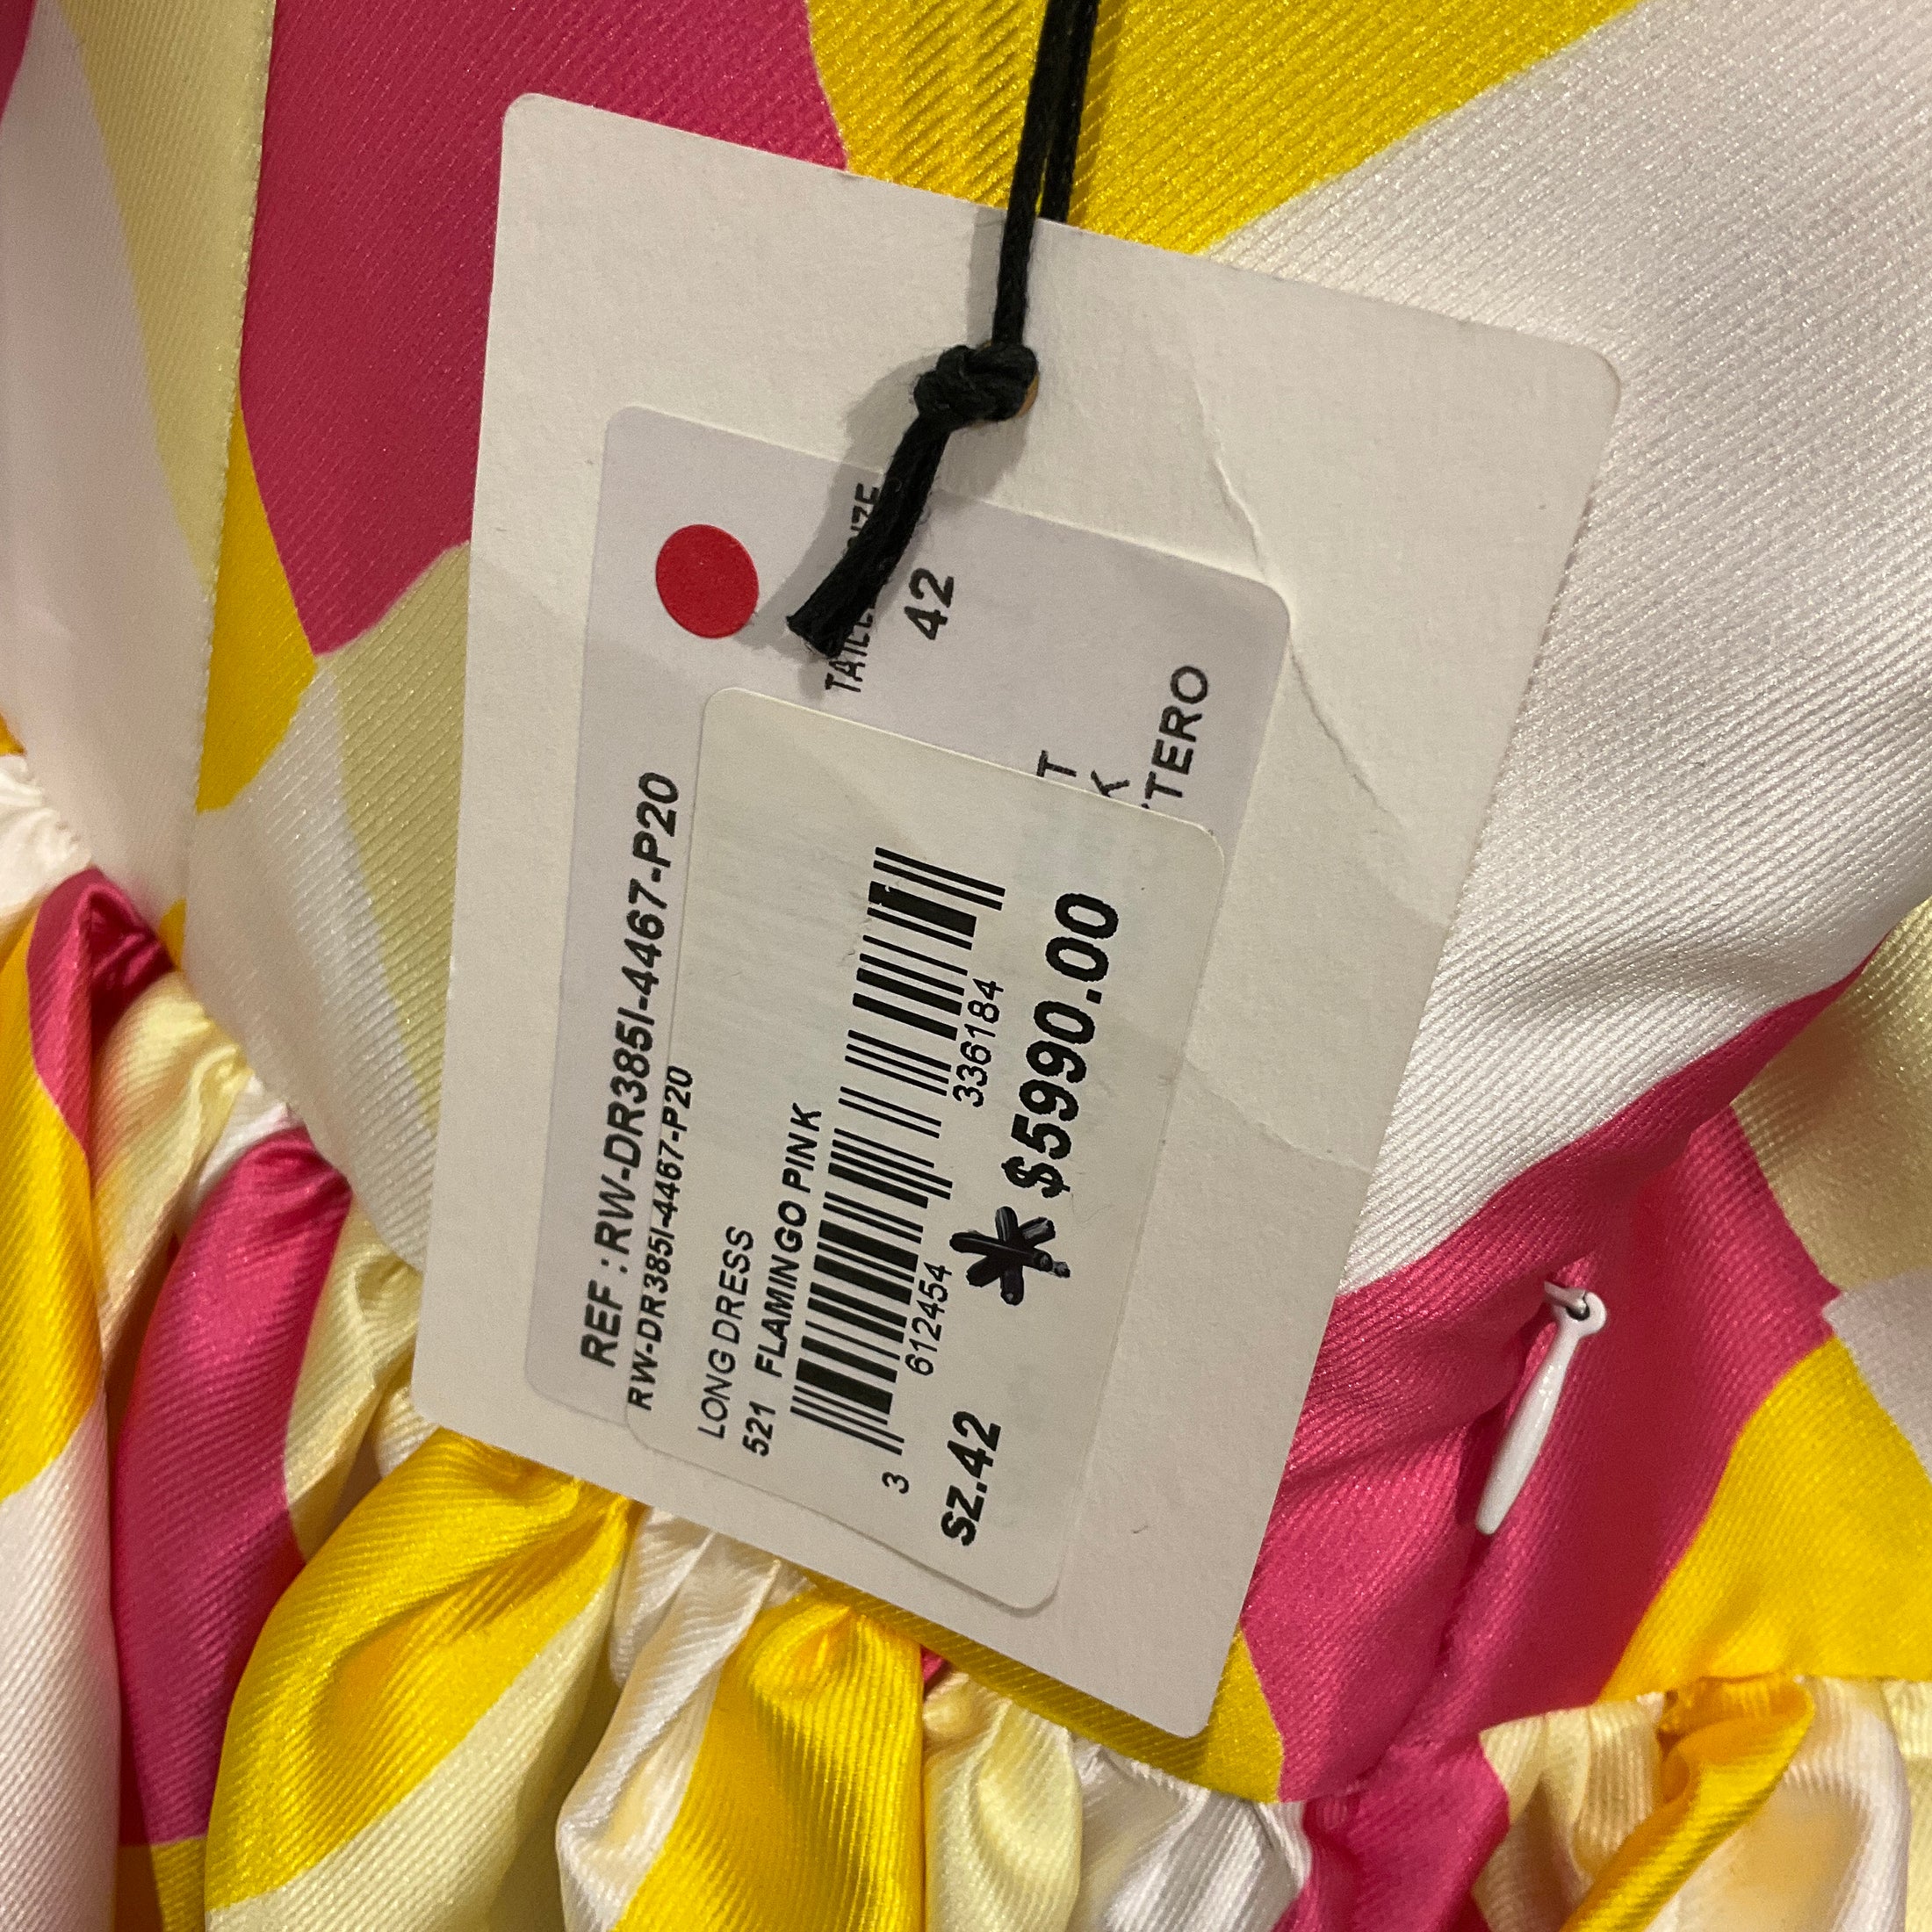 42
REF : RW-DR385I-4467-P20
RW-DR385I-4467-P20
LONG DRESS
521 FLAMINGO PINK
3 612454 336184
sz.42 * $5990.00